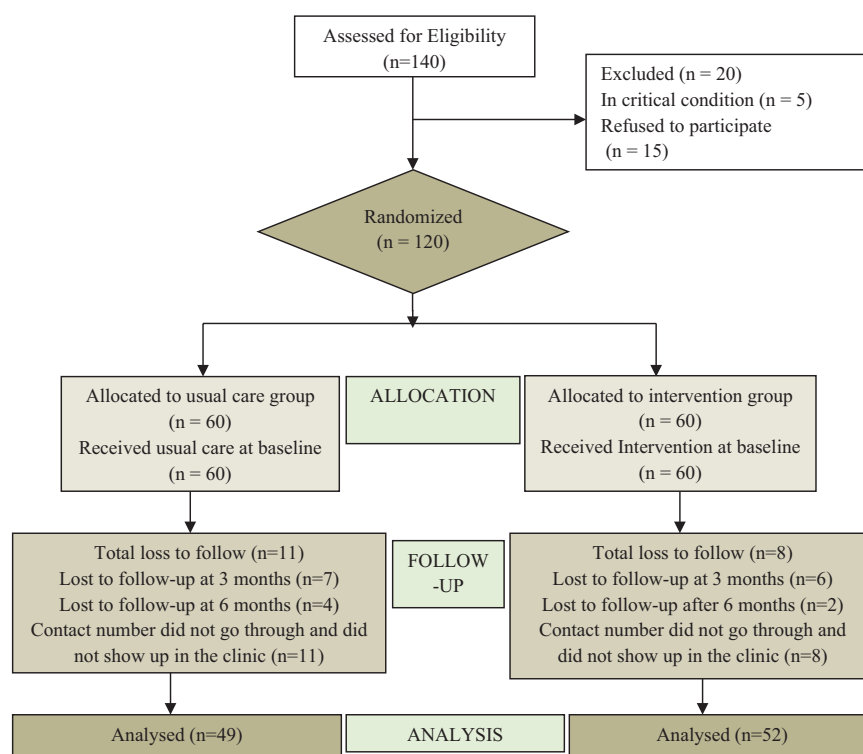 Assessed for Eligibility
(n=140)
Excluded (n = 20)
In critical condition (n = 5)
Refused to participate
(n = 15)
Randomized
(n = 120)
Allocated to usual care group
(n = 60)
Received usual care at baseline
(n = 60)
ALLOCATION
Allocated to intervention group
(n = 60)
Received Intervention at baseline
(n = 60)
Total loss to follow (n=11)
Lost to follow-up at 3 months (n=7)
Lost to follow-up at 6 months (n=4)
Contact number did not go through and did
not show up in the clinic (n=11)
FOLLOW
-UP
Total loss to follow (n=8)
Lost to follow-up at 3 months (n=6)
Lost to follow-up after 6 months (n=2)
Contact number did not go through and
did not show up in the clinic (n=8)
Analysed (n=49)
ANALYSIS
Analysed (n=52)